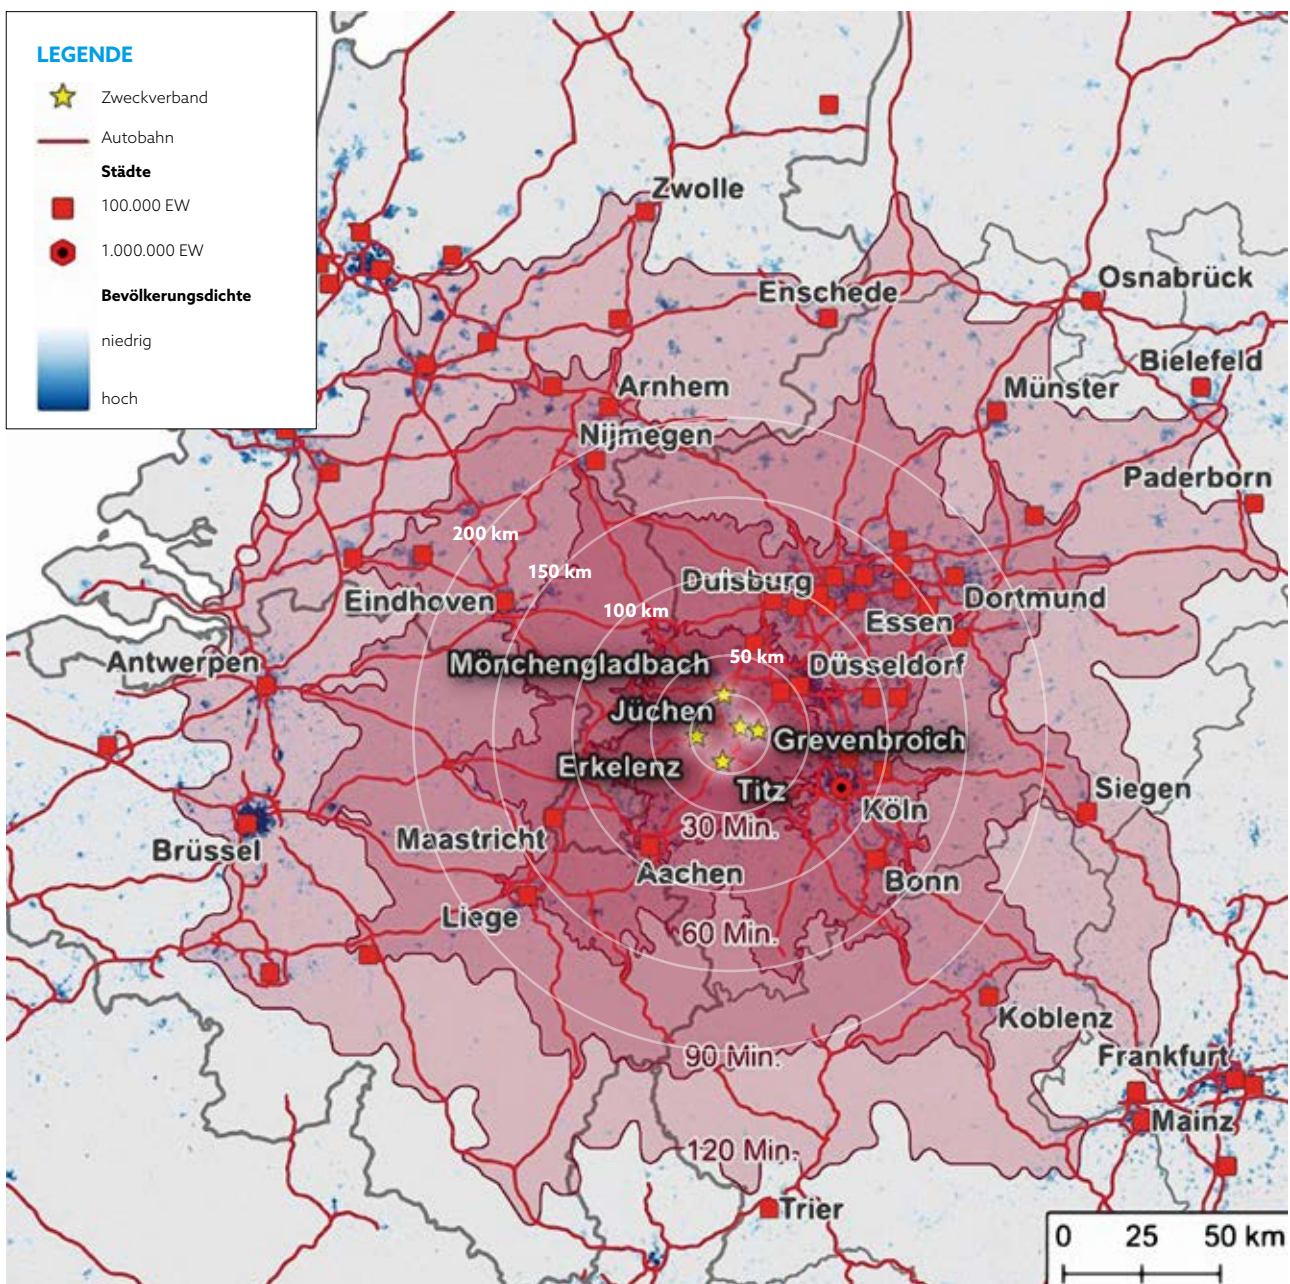 LEGENDE
Zweckverband
Autobahn
Städte
100.000 EW
1.000.000 EW
Bevölkerungsdichte
niedrig
hoch
Zwolle
Enschede
Osnabrück
Bielefeld
Arnhem
Münster
Nijmegen
Paderborn
200 km
150 km
Duisburg
Eindhoven
100 km
Dortmund
Essen
Antwerpen
Mönchengladbach
50 km
Düsseldorf
Jüchen
Grevenbroich
Erkelenz
Titz
Siegen
Köln
30 Min.
Maastricht
Brüssel
Aachen
Bonn
Liege
60 Min.
Koblenz
90 Min.
Frankfurt
Mainz
120 Min.
Trier
0 25 50 km